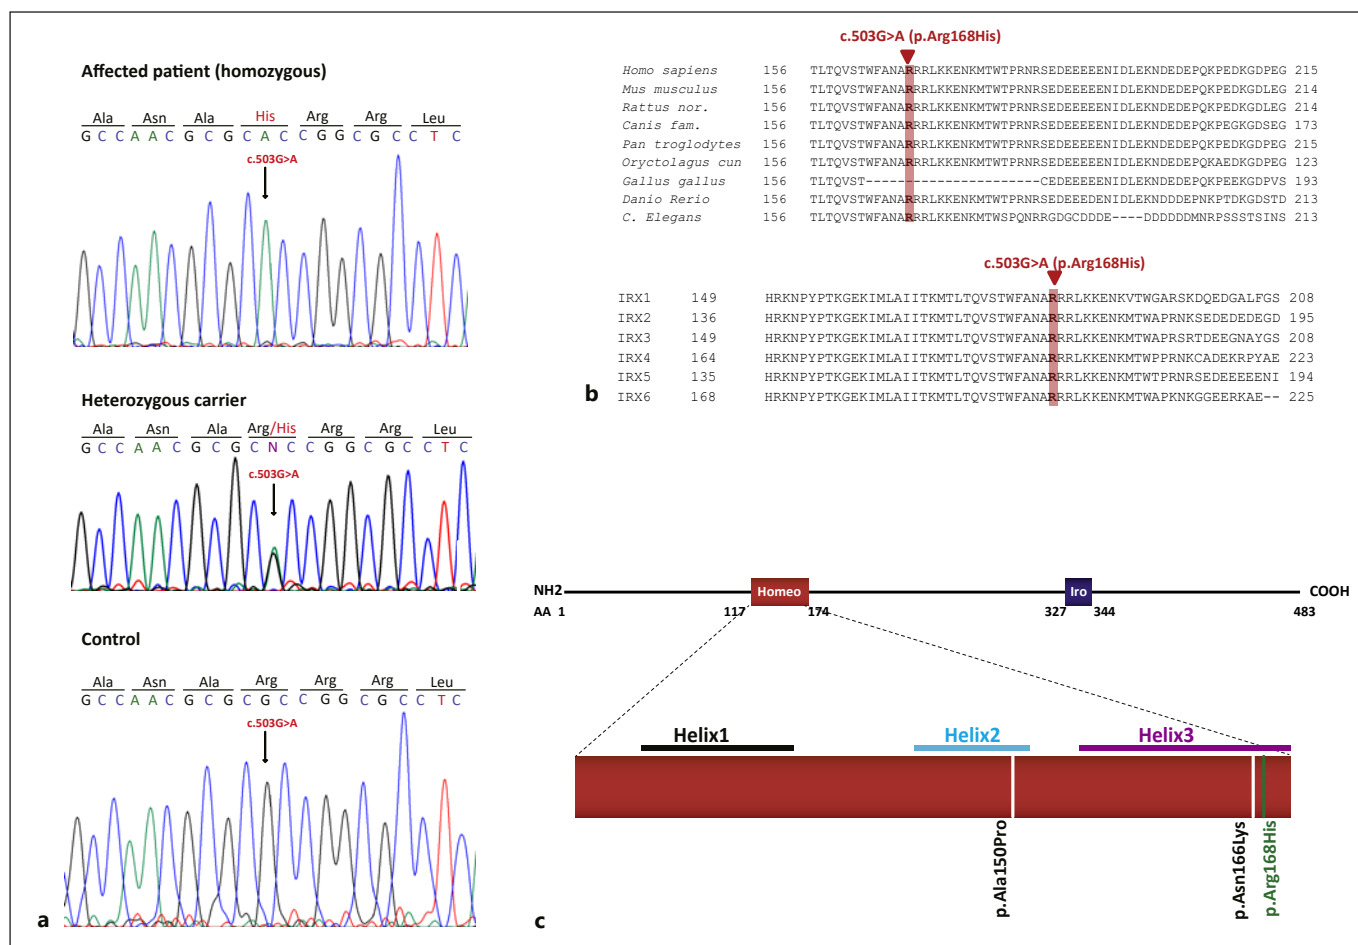 Affected patient (homozygous)
Ala Asn Ala His Arg Arg Leu
G C C A A C G C G C A C C G G C G C C T C
c.503G>A
Heterozygous carrier
Ala Asn Ala Arg/His Arg Arg Leu
G C C A A C G C G C N C C G G C G C C T C
c.503G>A
Control
Ala Asn Ala Arg Arg Arg Leu
G C C A A C G C G C G C C G G C G C C T C
c.503G>A
a
c.503G>A (p.Arg168His)
Homo sapiens 156 TLTQVSTWFANARRRLKKENKMTWTPRNRSEDEEEEENIDLEKNDEDEPQKPEDKGDPEG 215
Mus musculus 156 TLTQVSTWFANARRRLKKENKMTWTPRNRSEDEEEEENIDLEKNDEDEPQKPEDKGDLEG 214
Rattus nor. 156 TLTQVSTWFANARRRLKKENKMTWTPRNRSEDEEEEENIDLEKNDEDEPQKPEDKGDLEG 214
Canis fam. 156 TLTQVSTWFANARRRLKKENKMTWTPRNRSEDEEEEENIDLEKNDEDEPQKPEGKGDSEG 173
Pan troglodytes 156 TLTQVSTWFANARRRLKKENKMTWTPRNRSEDEEEEENIDLEKNDEDEPQKPEDKGDPEG 215
Oryctolagus cun 156 TLTQVSTWFANARRRLKKENKMTWTPRNRSEDEEEEENIDLEKNDEDEPQKAEDKGDPEG 123
Gallus gallus 156 TLTQVST----------------------CEDEEEEENIDLEKNDEDEPQKPEEKGDPVS 193
Danio Rerio 156 TLTQVSTWFANARRRLKKENKMTWTPRNRSEDEEEDENIDLEKNDDDEPNKPTDKGDSTD 213
C. Elegans 156 TLTQVSTWFANARRRLKKENKMTWSPQNRRGDGCDDDE----DDDDDDMNRPSSSTSINS 213
c.503G>A (p.Arg168His)
IRX1 149 HRKNPYPTKGEKIMLAIITKMTLTQVSTWFANARRRLKKENKVTWGARSKDQEDGALFGS 208
IRX2 136 HRKNPYPTKGEKIMLAIITKMTLTQVSTWFANARRRLKKENKMTWAPRNKSEDEDEDEGD 195
IRX3 149 HRKNPYPTKGEKIMLAIITKMTLTQVSTWFANARRRLKKENKMTWAPRSRTDEEGNAYGS 208
IRX4 164 HRKNPYPTKGEKIMLAIITKMTLTQVSTWFANARRRLKKENKMTWPPRNKCADEKRPYAE 223
IRX5 135 HRKNPYPTKGEKIMLAIITKMTLTQVSTWFANARRRLKKENKMTWTPRNRSEDEEEEENI 194
IRX6 168 HRKNPYPTKGEKIMLAIITKMTLTQVSTWFANARRRLKKENKMTWAPKNKGGEERKAE-- 225
b
NH2 Homeo Iro COOH
AA 1 117 174 327 344 483
Helix1 Helix2 Helix3
p.Ala150Pro
p.Asn166Lys
p.Arg168His
c